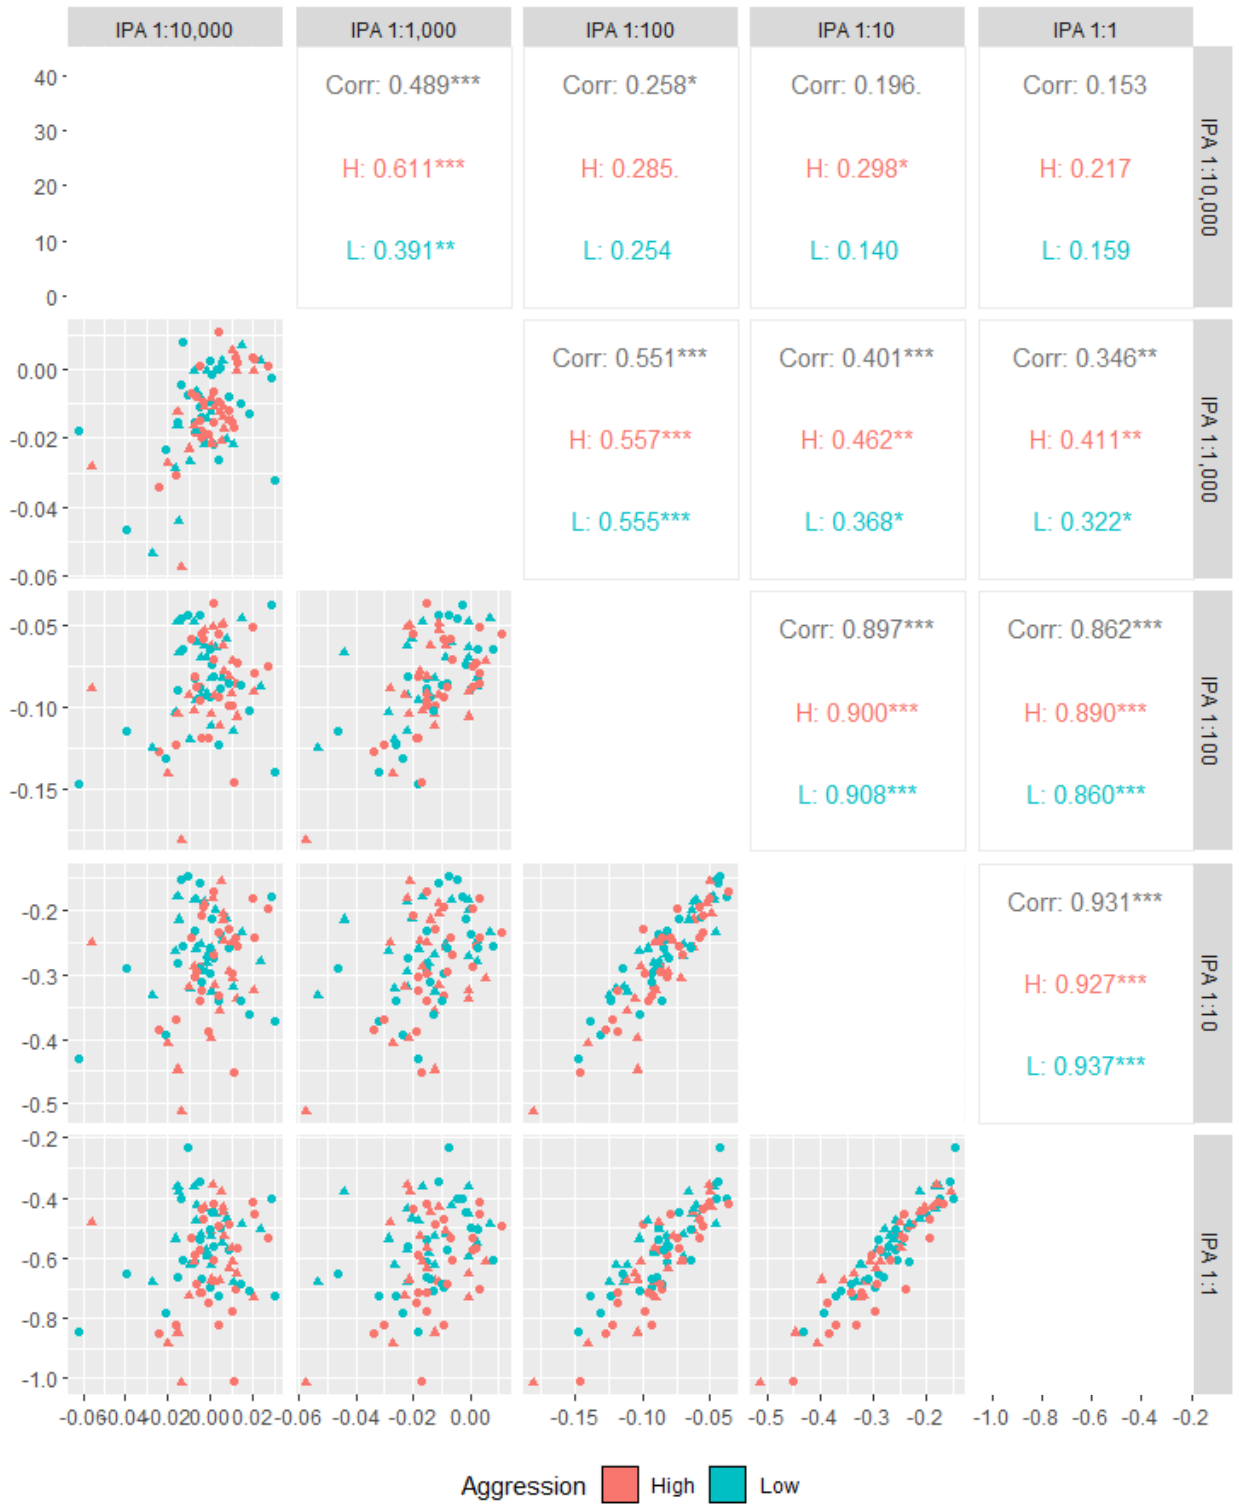 IPA 1:10,000 IPA 1:1,000 IPA 1:100 IPA 1:10 IPA 1:1
40
30
20
10
0
Corr: 0.489*** Corr: 0.258* Corr: 0.196. Corr: 0.153
H: 0.611*** H: 0.285. H: 0.298* H: 0.217
L: 0.391** L: 0.254 L: 0.140 L: 0.159
IPA 1:10,000
0.00
-0.02
-0.04
-0.06
Corr: 0.551*** Corr: 0.401*** Corr: 0.346**
H: 0.557*** H: 0.462** H: 0.411**
L: 0.555*** L: 0.368* L: 0.322*
IPA 1:1,000
-0.05
-0.10
-0.15
Corr: 0.897*** Corr: 0.862***
H: 0.900*** H: 0.890***
L: 0.908*** L: 0.860***
IPA 1:100
-0.2
-0.3
-0.4
-0.5
Corr: 0.931***
H: 0.927***
L: 0.937***
IPA 1:10
-0.2
-0.4
-0.6
-0.8
-1.0
IPA 1:1
-0.06 -0.04 -0.02 0.00 0.02 -0.06 -0.04 -0.02 0.00 -0.15 -0.10 -0.05 -0.5 -0.4 -0.3 -0.2 -1.0 -0.8 -0.6 -0.4 -0.2
Aggression High Low